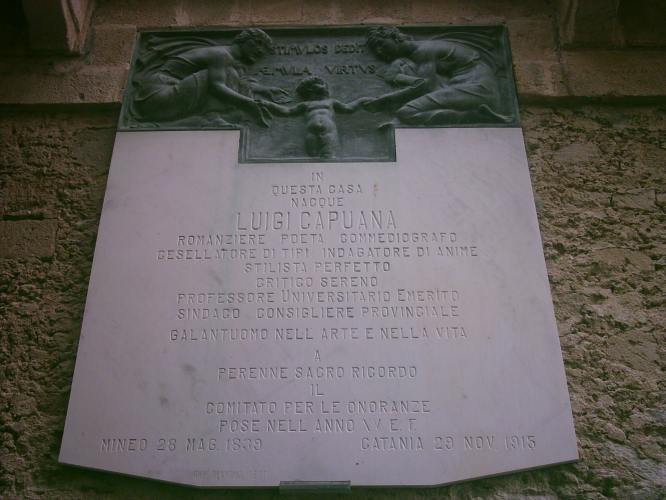 STIMVLOS DEDIT
ÆMVLA VIRTVS
IN
QUESTA CASA
NACQUE
LUIGI CAPUANA
ROMANZIERE POETA COMMEDIOGRAFO
CESELLATORE DI TIPI INDAGATORE DI ANIME
STILISTA PERFETTO
CRITICO SERENO
PROFESSORE UNIVERSITARIO EMERITO
SINDACO CONSIGLIERE PROVINCIALE
GALANTUOMO NELL ARTE E NELLA VITA
A
PERENNE SACRO RICORDO
IL
COMITATO PER LE ONORANZE
POSE NELL ANNO XV E. F.
MINEO 28 MAG. 1839 CATANIA 29 NOV. 1915